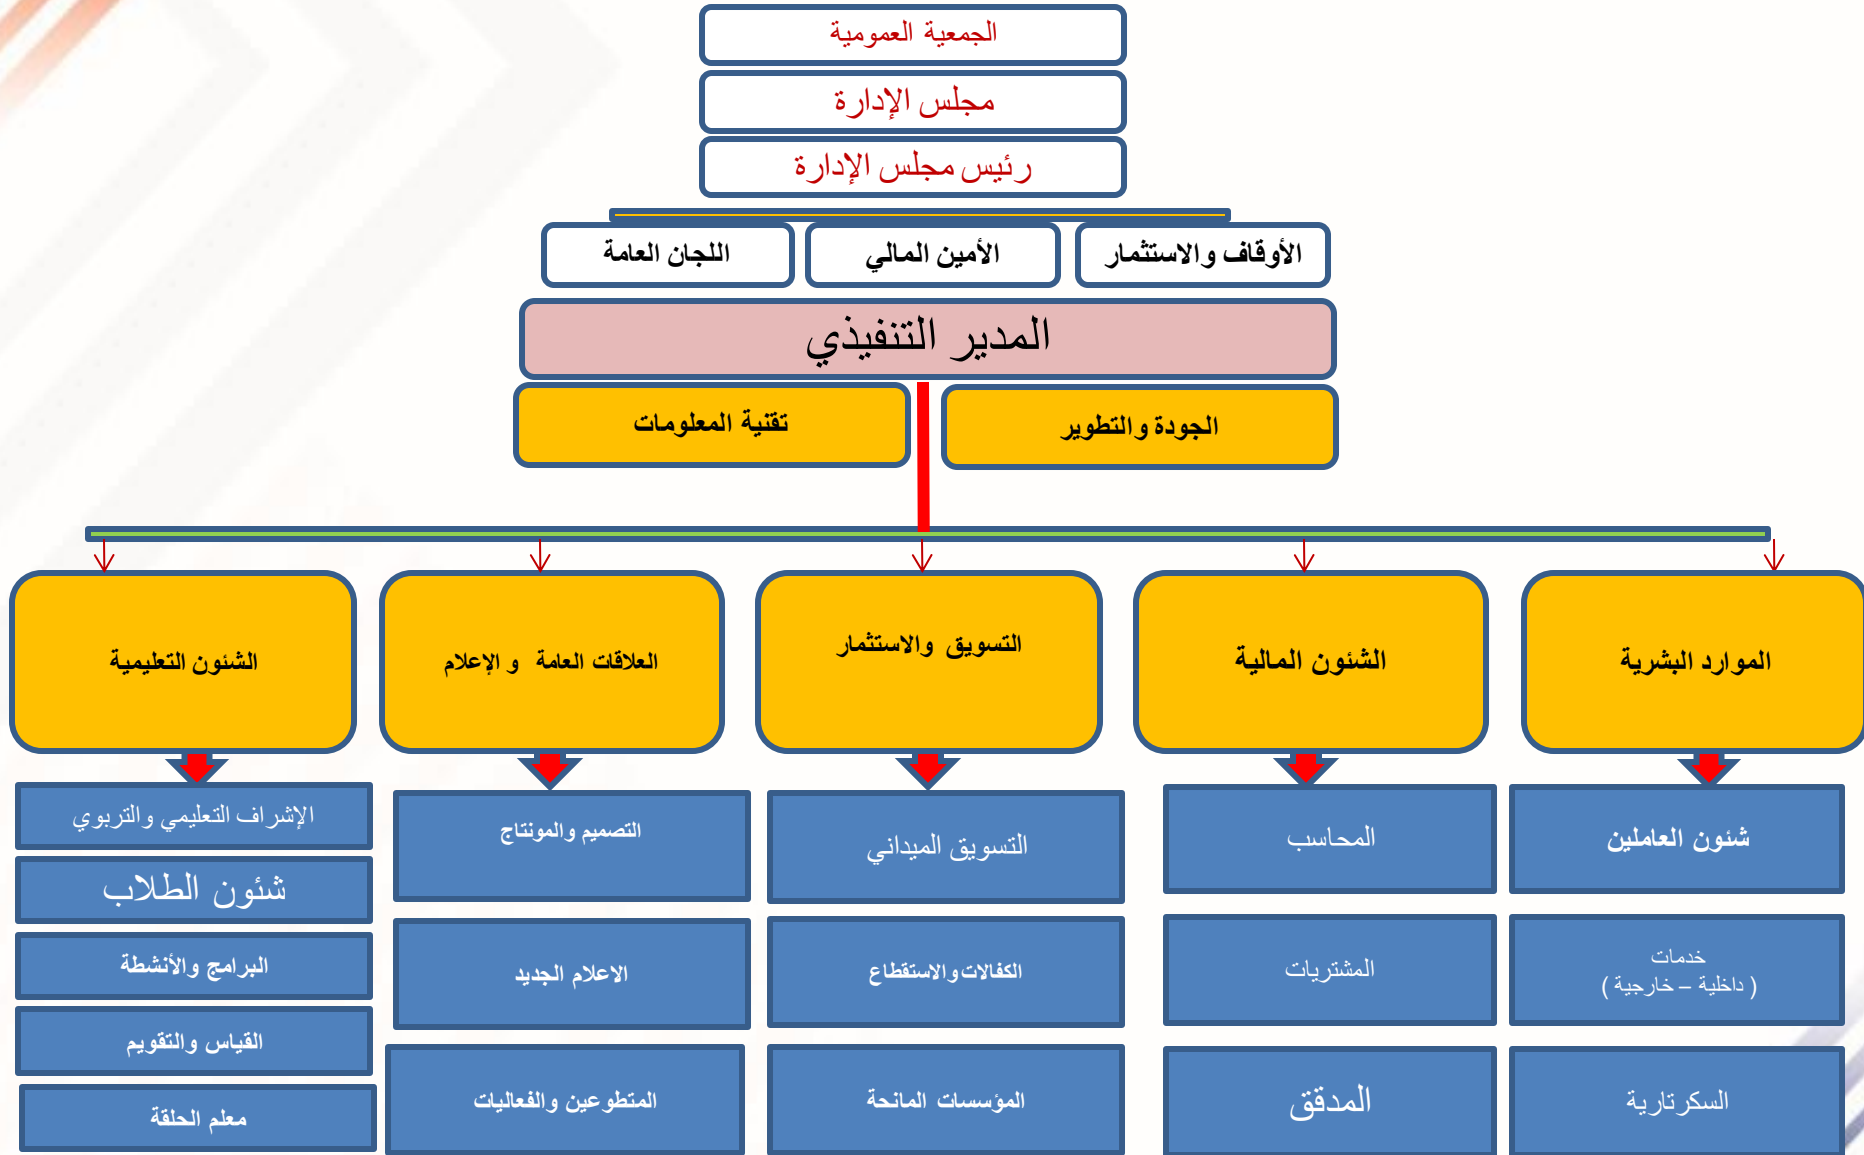 الجمعية العمومية
مجلس الإدارة
رئيس مجلس الإدارة
الأوقاف والاستثمار
الأمين المالي
اللجان العامة
المدير التنفيذي
الجودة والتطوير
تقنية المعلومات
الموارد البشرية
الشئون المالية
التسويق والاستثمار
العلاقات العامة و الإعلام
الشئون التعليمية
شئون العاملين
خدمات
( داخلية – خارجية )
السكرتارية
المحاسب
المشتريات
المدقق
التسويق الميداني
الكفالات والاستقطاع
المؤسسات المانحة
التصميم والمونتاج
الاعلام الجديد
المتطوعين والفعاليات
الإشراف التعليمي والتربوي
شئون الطلاب
البرامج والأنشطة
القياس والتقويم
معلم الحلقة